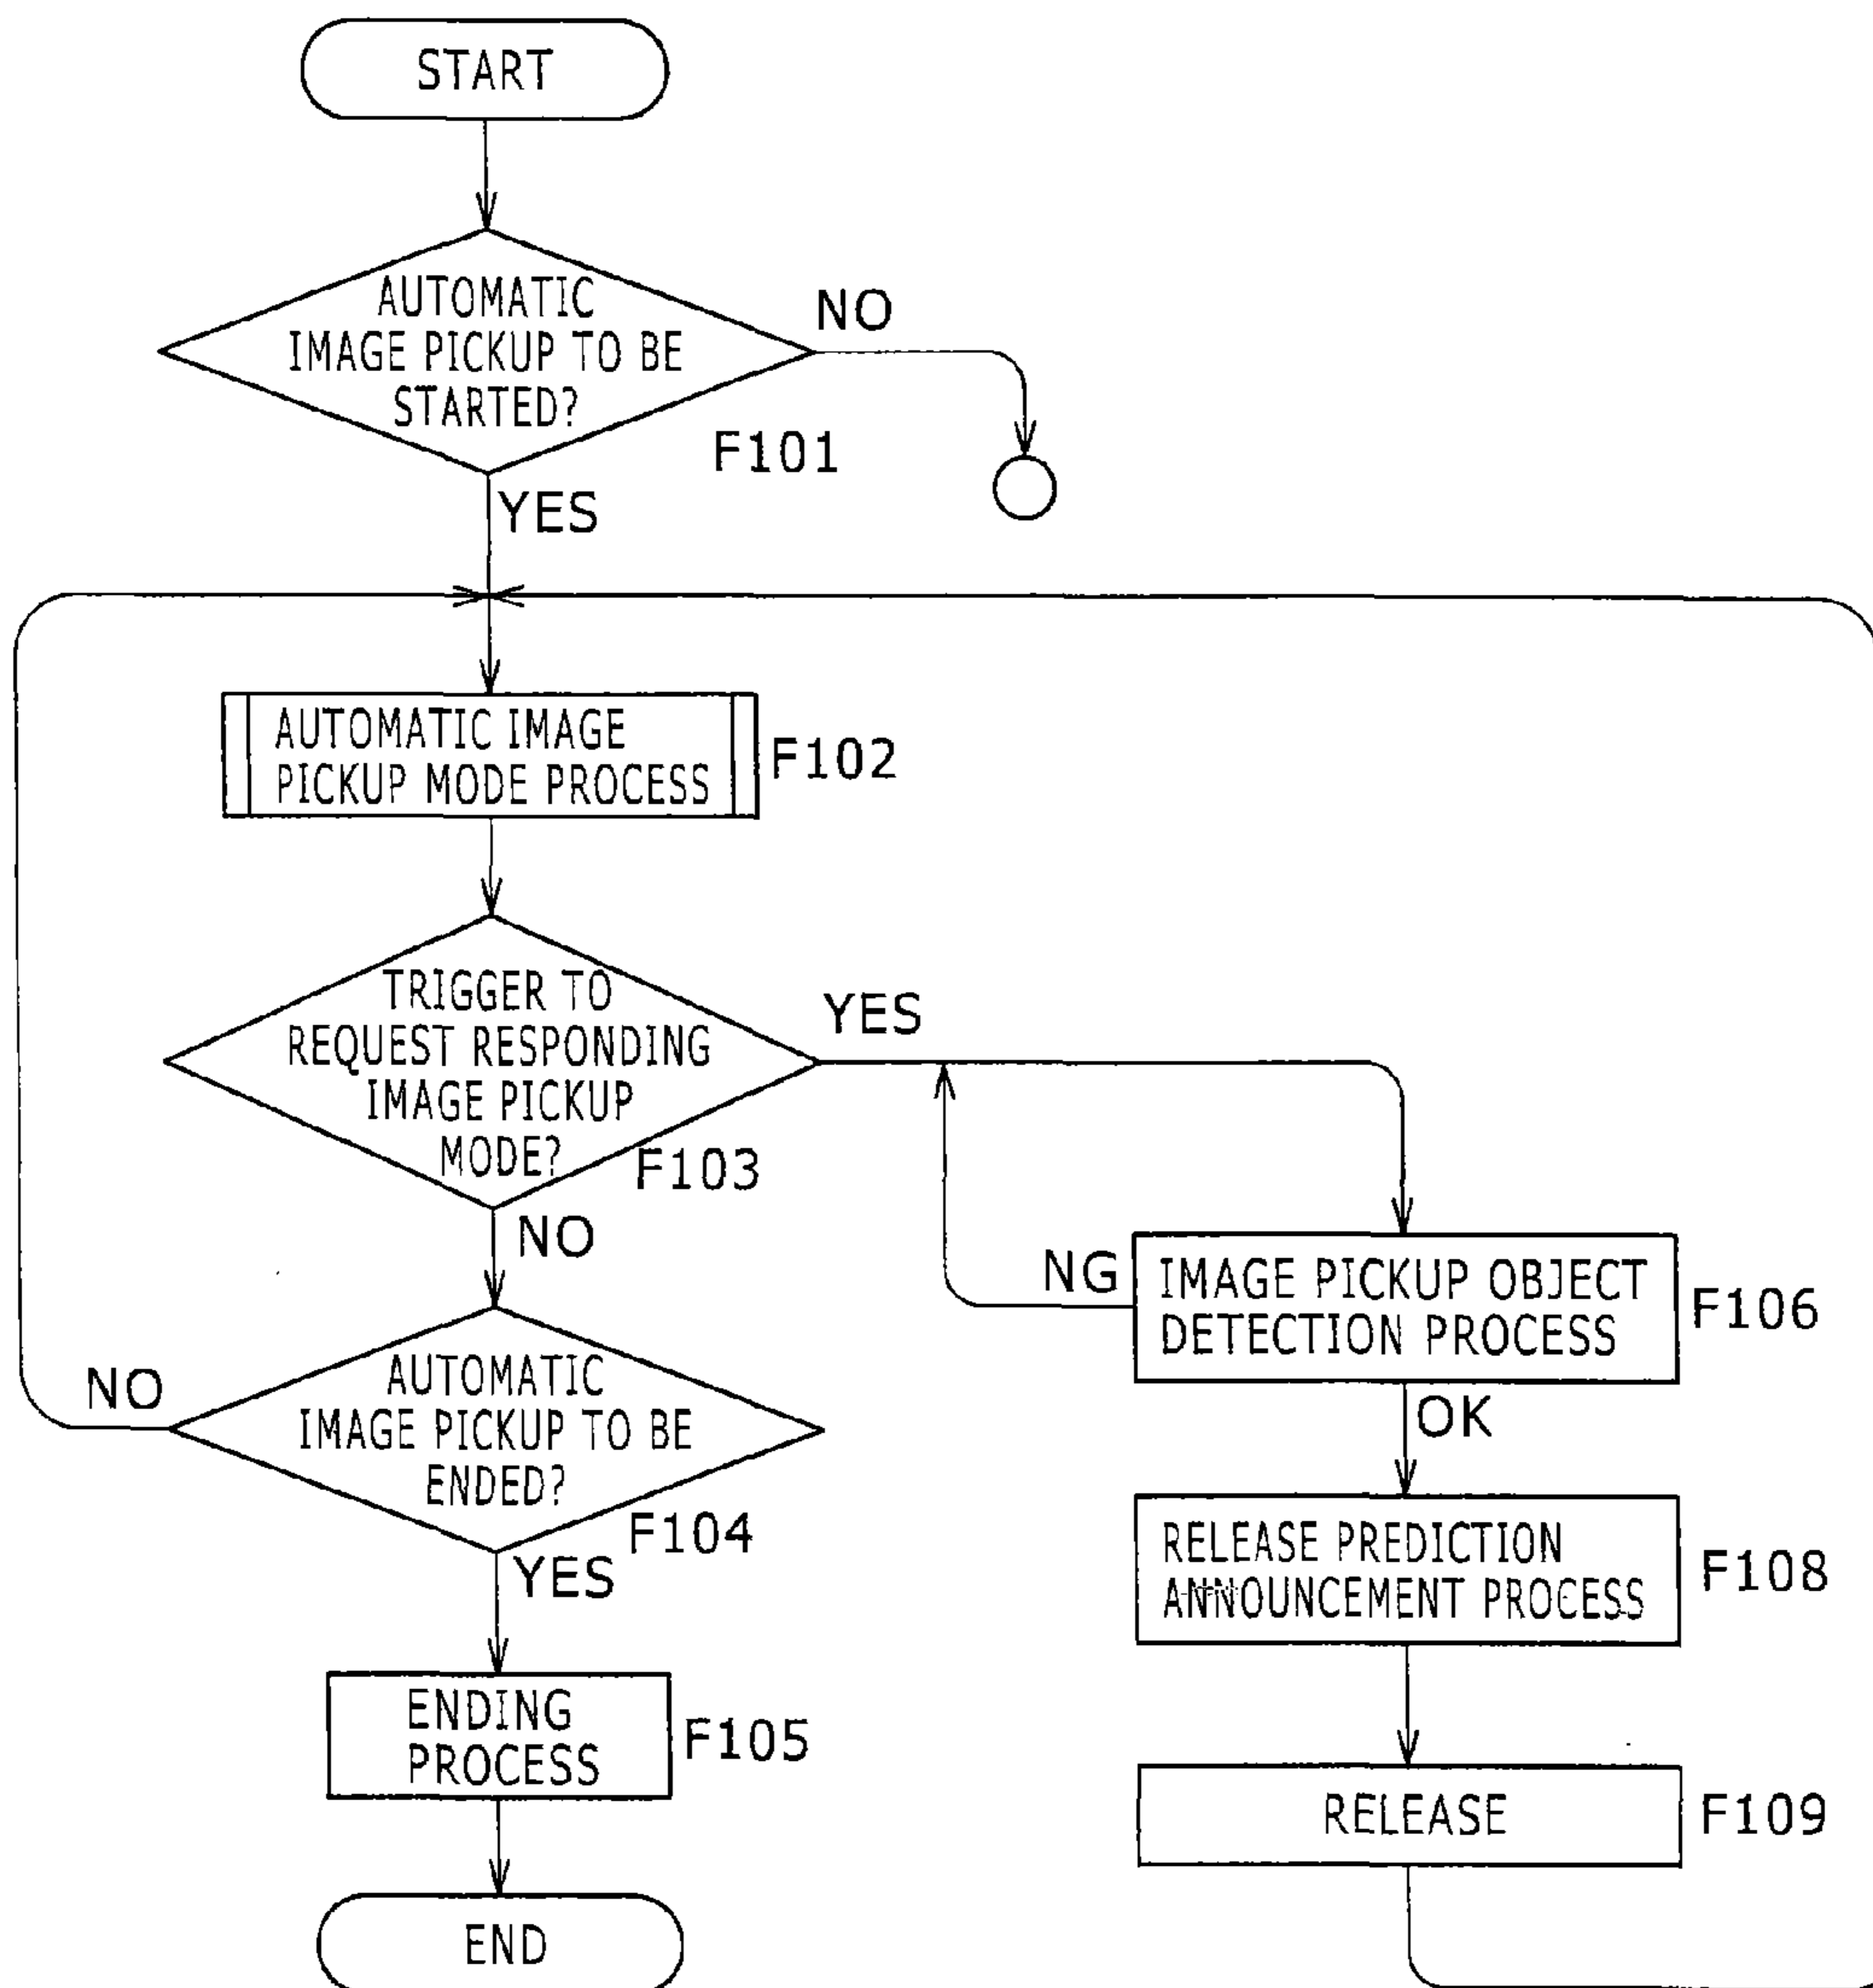 START
AUTOMATIC
IMAGE PICKUP TO BE
STARTED?
NO
F101
YES
AUTOMATIC IMAGE
PICKUP MODE PROCESS
F102
TRIGGER TO
REQUEST RESPONDING
IMAGE PICKUP
MODE?
YES
F103
NO
AUTOMATIC
IMAGE PICKUP TO BE
ENDED?
NO
F104
YES
ENDING
PROCESS
F105
END
IMAGE PICKUP OBJECT
DETECTION PROCESS
NG
F106
OK
RELEASE PREDICTION
ANNOUNCEMENT PROCESS
F108
RELEASE
F109